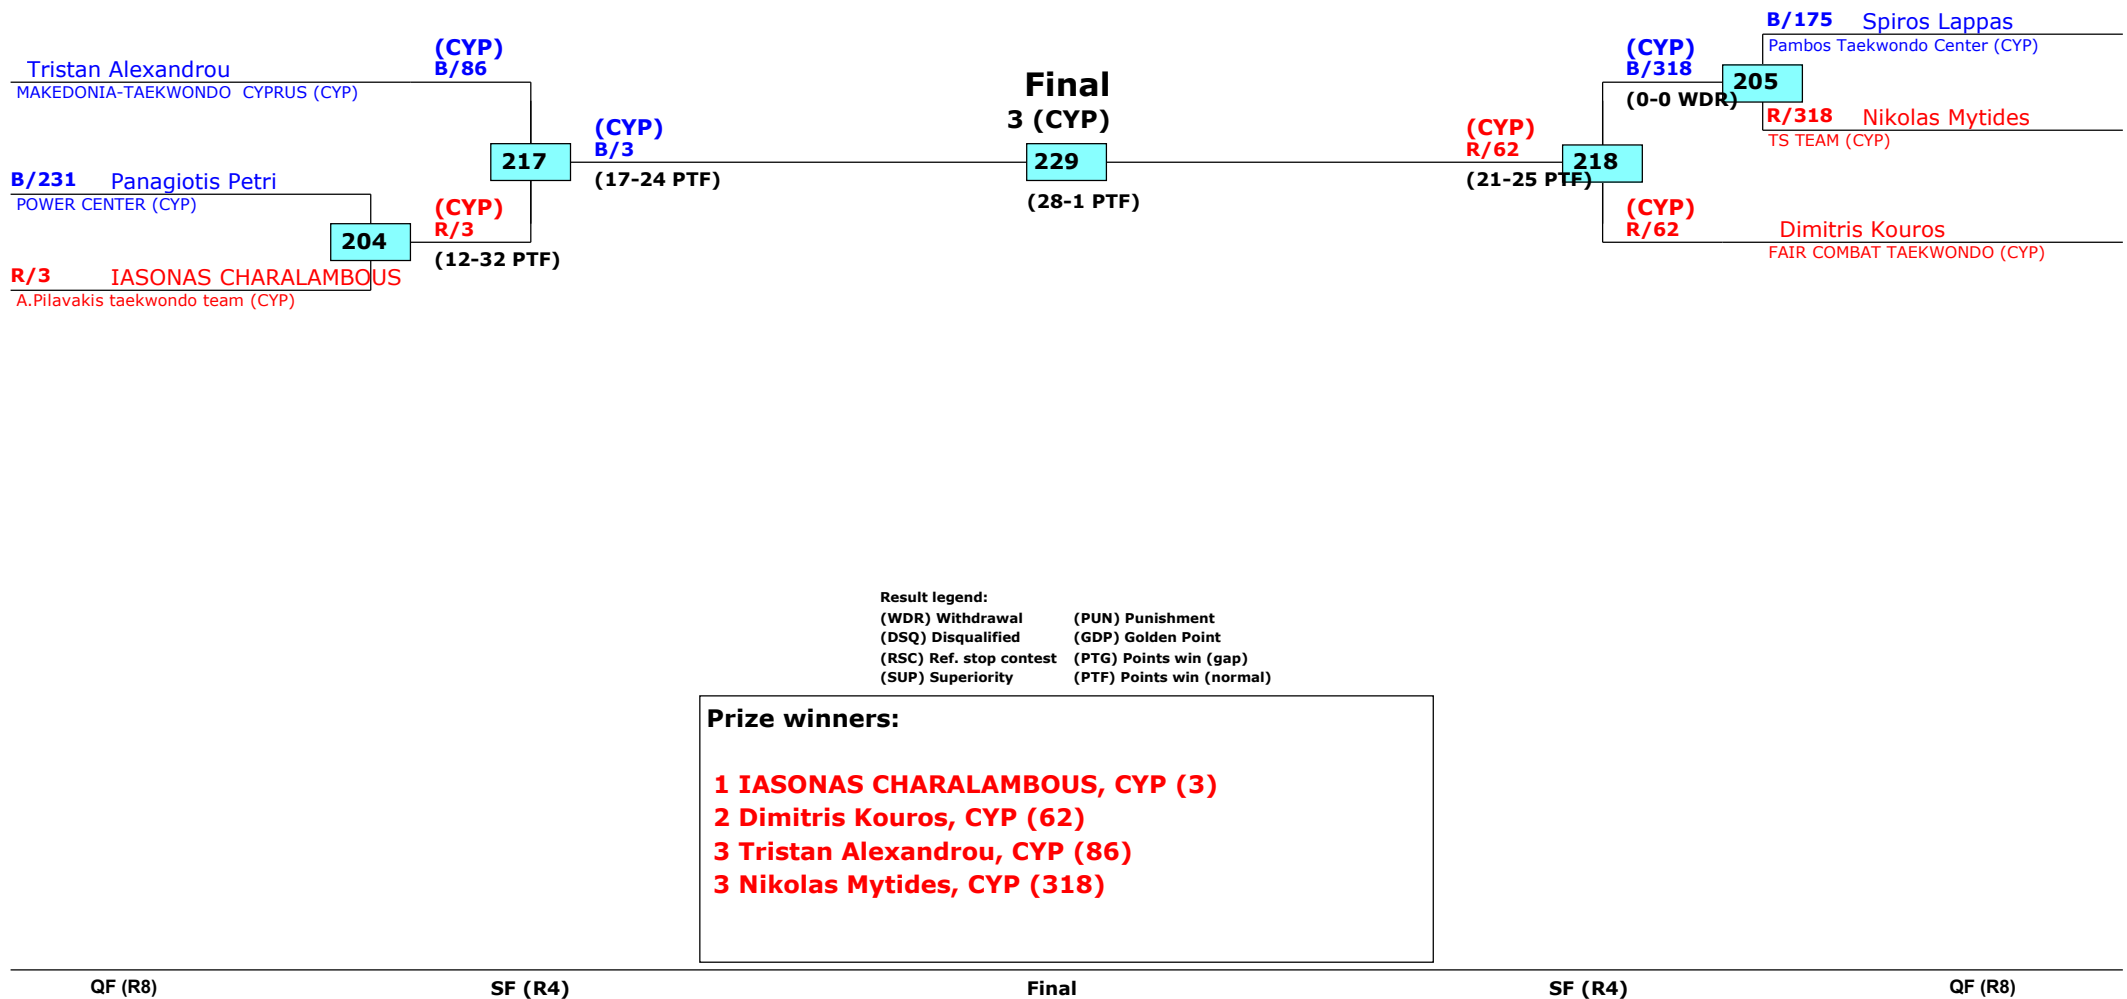 B/175 Spiros Lappas
Pambos Taekwondo Center (CYP)
(CYP)
B/86
(CYP)
B/318
Tristan Alexandrou
MAKEDONIA-TAEKWONDO CYPRUS (CYP)
Final
3 (CYP)
205
(0-0 WDR)
R/318 Nikolas Mytides
TS TEAM (CYP)
(CYP)
B/3
(CYP)
R/62
217
229
218
(17-24 PTF)
(28-1 PTF)
(21-25 PTF)
B/231 Panagiotis Petri
POWER CENTER (CYP)
(CYP)
R/3
(CYP)
R/62
Dimitris Kouros
FAIR COMBAT TAEKWONDO (CYP)
204
(12-32 PTF)
R/3 IASONAS CHARALAMBOUS
A.Pilavakis taekwondo team (CYP)
Result legend:
(WDR) Withdrawal (PUN) Punishment
(DSQ) Disqualified (GDP) Golden Point
(RSC) Ref. stop contest (PTG) Points win (gap)
(SUP) Superiority (PTF) Points win (normal)
Prize winners:
1 IASONAS CHARALAMBOUS, CYP (3)
2 Dimitris Kouros, CYP (62)
3 Tristan Alexandrou, CYP (86)
3 Nikolas Mytides, CYP (318)
QF (R8) SF (R4) Final SF (R4) QF (R8)